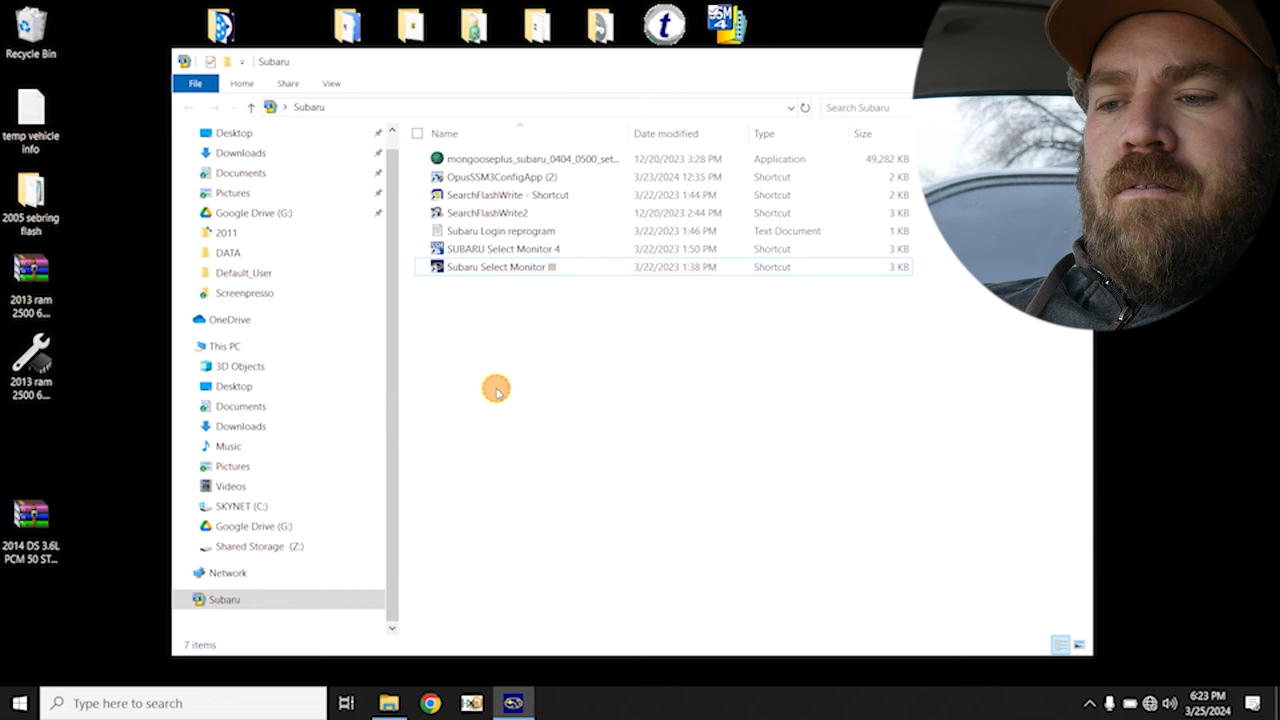 Recycle Bin
temp vehicle
info
2005 sebring
flash
2013 ram
2500 6...
2013 ram
2500 6...
2014 DS 3.6L
PCM 50 ST...
t
SSM
4
Subaru
File
Home
Share
View
Subaru
Search Subaru
Name
Date modified
Type
Size
mongooseplus_subaru_0404_0500_set... 12/20/2023 3:28 PM Application 49,282 KB
OpusSSM3ConfigApp (2) 3/23/2024 12:35 PM Shortcut 2 KB
SearchFlashWrite - Shortcut 3/22/2023 1:44 PM Shortcut 2 KB
SearchFlashWrite2 12/20/2023 2:44 PM Shortcut 3 KB
Subaru Login reprogram 3/22/2023 1:46 PM Text Document 1 KB
SUBARU Select Monitor 4 3/22/2023 1:50 PM Shortcut 3 KB
Subaru Select Monitor III 3/22/2023 1:38 PM Shortcut 3 KB
Desktop
Downloads
Documents
Pictures
Google Drive (G:)
2011
DATA
Default_User
Screenpresso
OneDrive
This PC
3D Objects
Desktop
Documents
Downloads
Music
Pictures
Videos
SKYNET (C:)
Google Drive (G:)
Shared Storage (Z:)
Network
Subaru
7 items
Type here to search
6:23 PM
3/25/2024